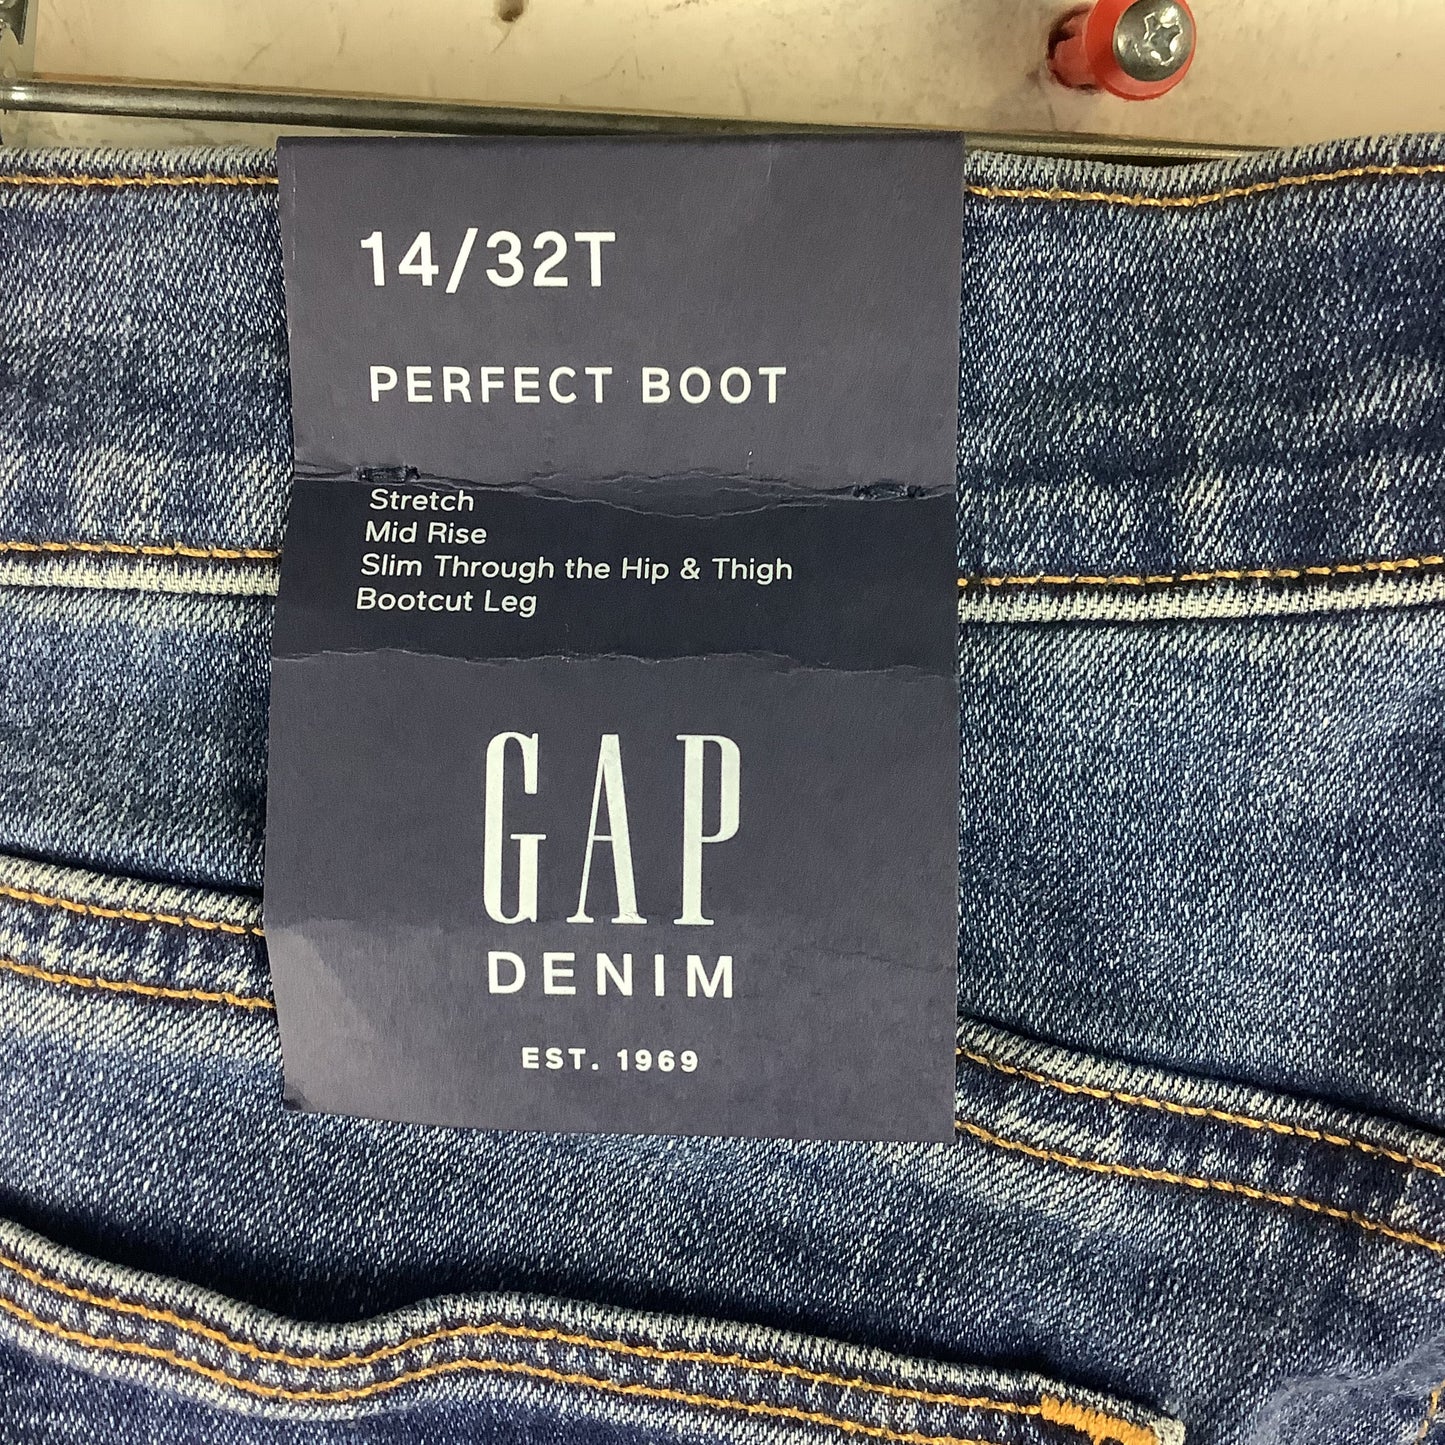 14/32T
PERFECT BOOT
Stretch
Mid Rise
Slim Through the Hip & Thigh
Bootcut Leg
GAP
DENIM
EST. 1969